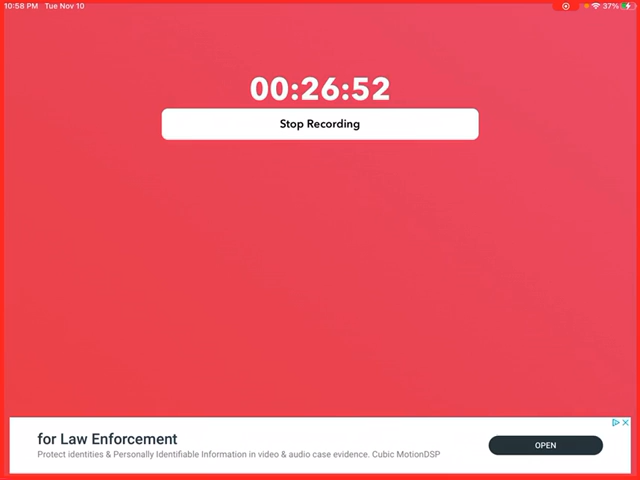 10:58 PM Tue Nov 10
37%
00:26:52
Stop Recording
for Law Enforcement
Protect identities & Personally Identifiable Information in video & audio case evidence. Cubic MotionDSP
OPEN